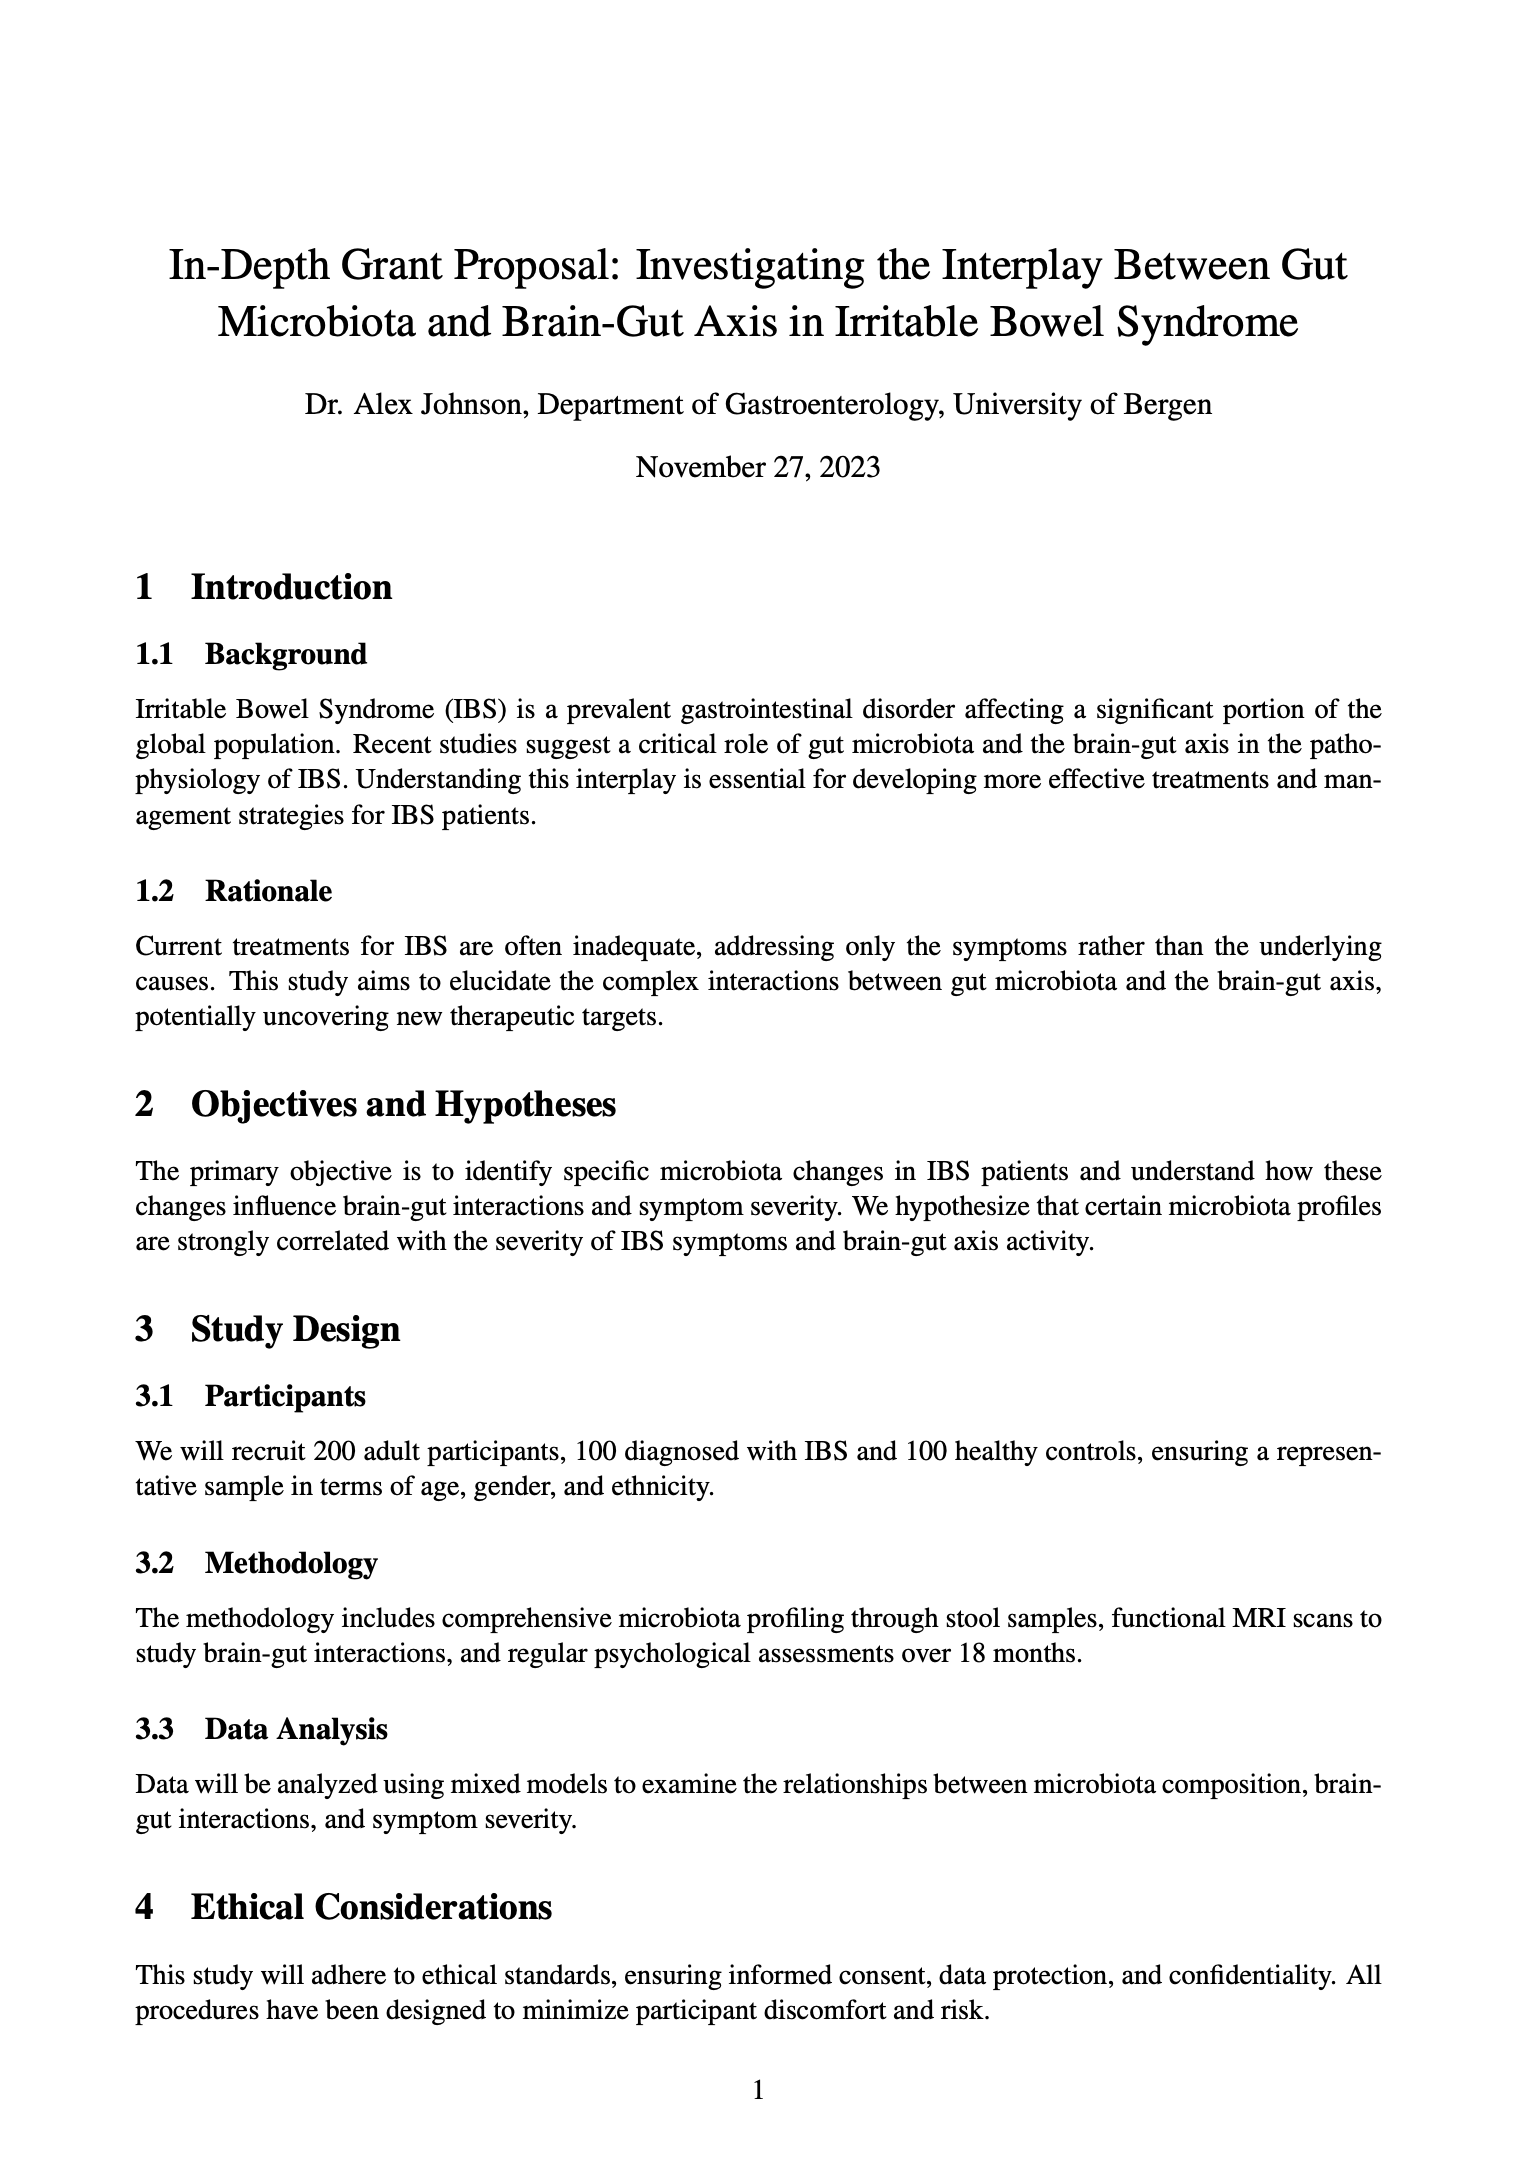 In-Depth Grant Proposal: Investigating the Interplay Between Gut
Microbiota and Brain-Gut Axis in Irritable Bowel Syndrome
Dr. Alex Johnson, Department of Gastroenterology, University of Bergen
November 27, 2023
1 Introduction
1.1 Background
Irritable Bowel Syndrome (IBS) is a prevalent gastrointestinal disorder affecting a significant portion of the
global population. Recent studies suggest a critical role of gut microbiota and the brain-gut axis in the patho-
physiology of IBS. Understanding this interplay is essential for developing more effective treatments and man-
agement strategies for IBS patients.
1.2 Rationale
Current treatments for IBS are often inadequate, addressing only the symptoms rather than the underlying
causes. This study aims to elucidate the complex interactions between gut microbiota and the brain-gut axis,
potentially uncovering new therapeutic targets.
2 Objectives and Hypotheses
The primary objective is to identify specific microbiota changes in IBS patients and understand how these
changes influence brain-gut interactions and symptom severity. We hypothesize that certain microbiota profiles
are strongly correlated with the severity of IBS symptoms and brain-gut axis activity.
3 Study Design
3.1 Participants
We will recruit 200 adult participants, 100 diagnosed with IBS and 100 healthy controls, ensuring a represen-
tative sample in terms of age, gender, and ethnicity.
3.2 Methodology
The methodology includes comprehensive microbiota profiling through stool samples, functional MRI scans to
study brain-gut interactions, and regular psychological assessments over 18 months.
3.3 Data Analysis
Data will be analyzed using mixed models to examine the relationships between microbiota composition, brain-
gut interactions, and symptom severity.
4 Ethical Considerations
This study will adhere to ethical standards, ensuring informed consent, data protection, and confidentiality. All
procedures have been designed to minimize participant discomfort and risk.
1